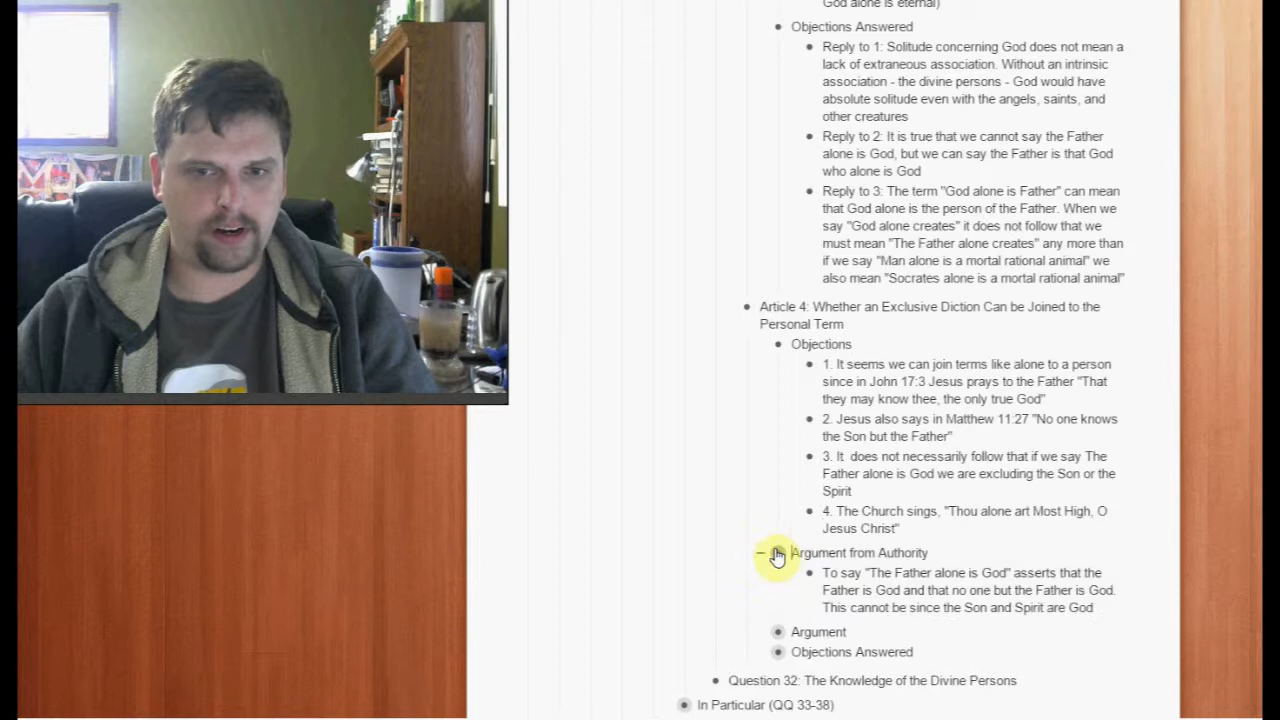 God alone is eternal)
Objections Answered
Reply to 1: Solitude concerning God does not mean a
lack of extraneous association. Without an intrinsic
association - the divine persons - God would have
absolute solitude even with the angels, saints, and
other creatures
Reply to 2: It is true that we cannot say the Father
alone is God, but we can say the Father is that God
who alone is God
Reply to 3: The term "God alone is Father" can mean
that God alone is the person of the Father. When we
say "God alone creates" it does not follow that we
must mean "The Father alone creates" any more than
if we say "Man alone is a mortal rational animal" we
also mean "Socrates alone is a mortal rational animal"
Article 4: Whether an Exclusive Diction Can be Joined to the
Personal Term
Objections
1. It seems we can join terms like alone to a person
since in John 17:3 Jesus prays to the Father "That
they may know thee, the only true God"
2. Jesus also says in Matthew 11:27 "No one knows
the Son but the Father"
3. It does not necessarily follow that if we say The
Father alone is God we are excluding the Son or the
Spirit
4. The Church sings, "Thou alone art Most High, O
Jesus Christ"
Argument from Authority
To say "The Father alone is God" asserts that the
Father is God and that no one but the Father is God.
This cannot be since the Son and Spirit are God
Argument
Objections Answered
Question 32: The Knowledge of the Divine Persons
In Particular (QQ 33-38)